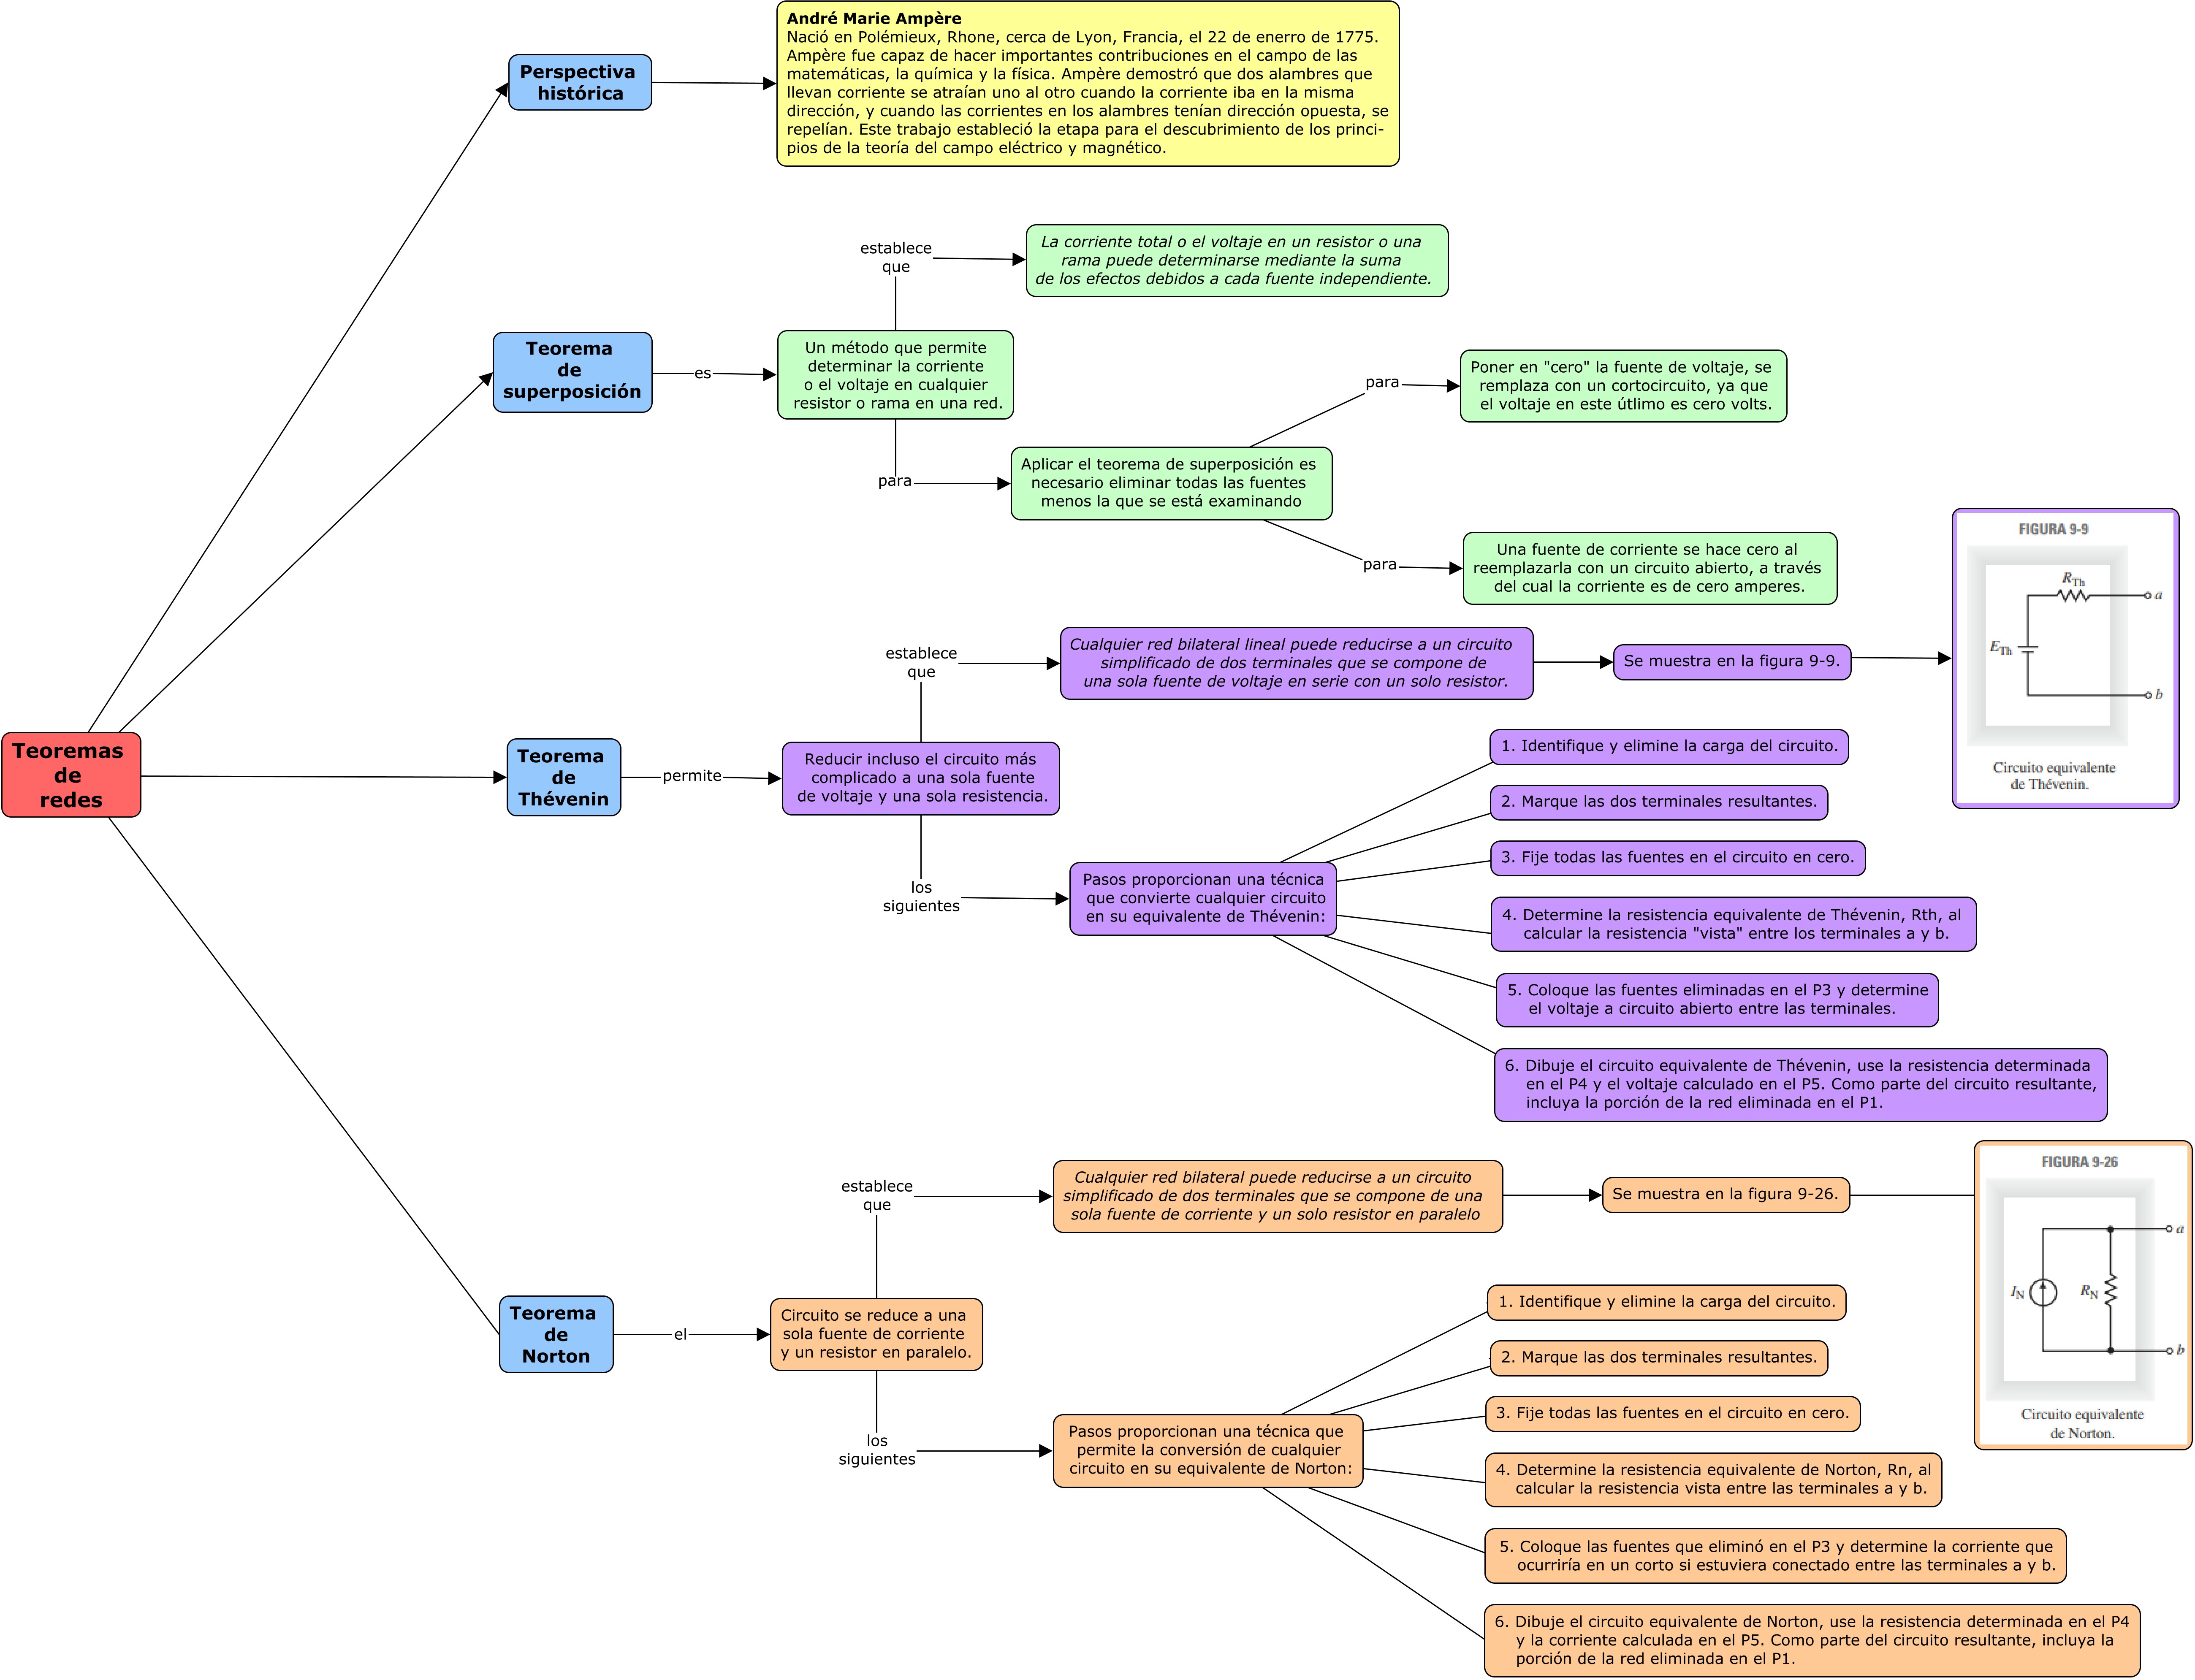 André Marie Ampère
Nació en Polémieux, Rhone, cerca de Lyon, Francia, el 22 de enerro de 1775.
Ampère fue capaz de hacer importantes contribuciones en el campo de las
matemáticas, la química y la física. Ampère demostró que dos alambres que
llevan corriente se atraían uno al otro cuando la corriente iba en la misma
dirección, y cuando las corrientes en los alambres tenían dirección opuesta, se
repelían. Este trabajo estableció la etapa para el descubrimiento de los princi-
pios de la teoría del campo eléctrico y magnético.
Perspectiva
histórica
establece
que
La corriente total o el voltaje en un resistor o una
rama puede determinarse mediante la suma
de los efectos debidos a cada fuente independiente.
Teorema
de
superposición
es
Un método que permite
determinar la corriente
o el voltaje en cualquier
resistor o rama en una red.
para
Aplicar el teorema de superposición es
necesario eliminar todas las fuentes
menos la que se está examinando
para
Poner en "cero" la fuente de voltaje, se
remplaza con un cortocircuito, ya que
el voltaje en este útlimo es cero volts.
para
Una fuente de corriente se hace cero al
reemplazarla con un circuito abierto, a través
del cual la corriente es de cero amperes.
Teoremas
de
redes
Teorema
de
Thévenin
permite
Reducir incluso el circuito más
complicado a una sola fuente
de voltaje y una sola resistencia.
establece
que
Cualquier red bilateral lineal puede reducirse a un circuito
simplificado de dos terminales que se compone de
una sola fuente de voltaje en serie con un solo resistor.
Se muestra en la figura 9-9.
FIGURA 9-9
RTh
a
ETh
b
Circuito equivalente
de Thévenin.
los
siguientes
Pasos proporcionan una técnica
que convierte cualquier circuito
en su equivalente de Thévenin:
1. Identifique y elimine la carga del circuito.
2. Marque las dos terminales resultantes.
3. Fije todas las fuentes en el circuito en cero.
4. Determine la resistencia equivalente de Thévenin, Rth, al
calcular la resistencia "vista" entre los terminales a y b.
5. Coloque las fuentes eliminadas en el P3 y determine
el voltaje a circuito abierto entre las terminales.
6. Dibuje el circuito equivalente de Thévenin, use la resistencia determinada
en el P4 y el voltaje calculado en el P5. Como parte del circuito resultante,
incluya la porción de la red eliminada en el P1.
Teorema
de
Norton
el
Circuito se reduce a una
sola fuente de corriente
y un resistor en paralelo.
establece
que
Cualquier red bilateral puede reducirse a un circuito
simplificado de dos terminales que se compone de una
sola fuente de corriente y un solo resistor en paralelo
Se muestra en la figura 9-26.
FIGURA 9-26
a
IN
RN
b
Circuito equivalente
de Norton.
los
siguientes
Pasos proporcionan una técnica que
permite la conversión de cualquier
circuito en su equivalente de Norton:
1. Identifique y elimine la carga del circuito.
2. Marque las dos terminales resultantes.
3. Fije todas las fuentes en el circuito en cero.
4. Determine la resistencia equivalente de Norton, Rn, al
calcular la resistencia vista entre las terminales a y b.
5. Coloque las fuentes que eliminó en el P3 y determine la corriente que
ocurriría en un corto si estuviera conectado entre las terminales a y b.
6. Dibuje el circuito equivalente de Norton, use la resistencia determinada en el P4
y la corriente calculada en el P5. Como parte del circuito resultante, incluya la
porción de la red eliminada en el P1.